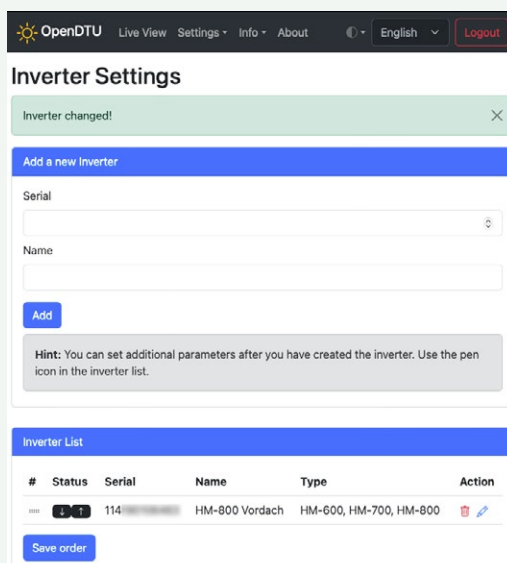 OpenDTU Live View Settings Info About English Logout
Inverter Settings
Inverter changed!
Add a new Inverter
Serial
Name
Add
Hint: You can set additional parameters after you have created the inverter. Use the pen
icon in the inverter list.
Inverter List
# Status Serial Name Type Action
114 HM-800 Vordach HM-600, HM-700, HM-800
Save order